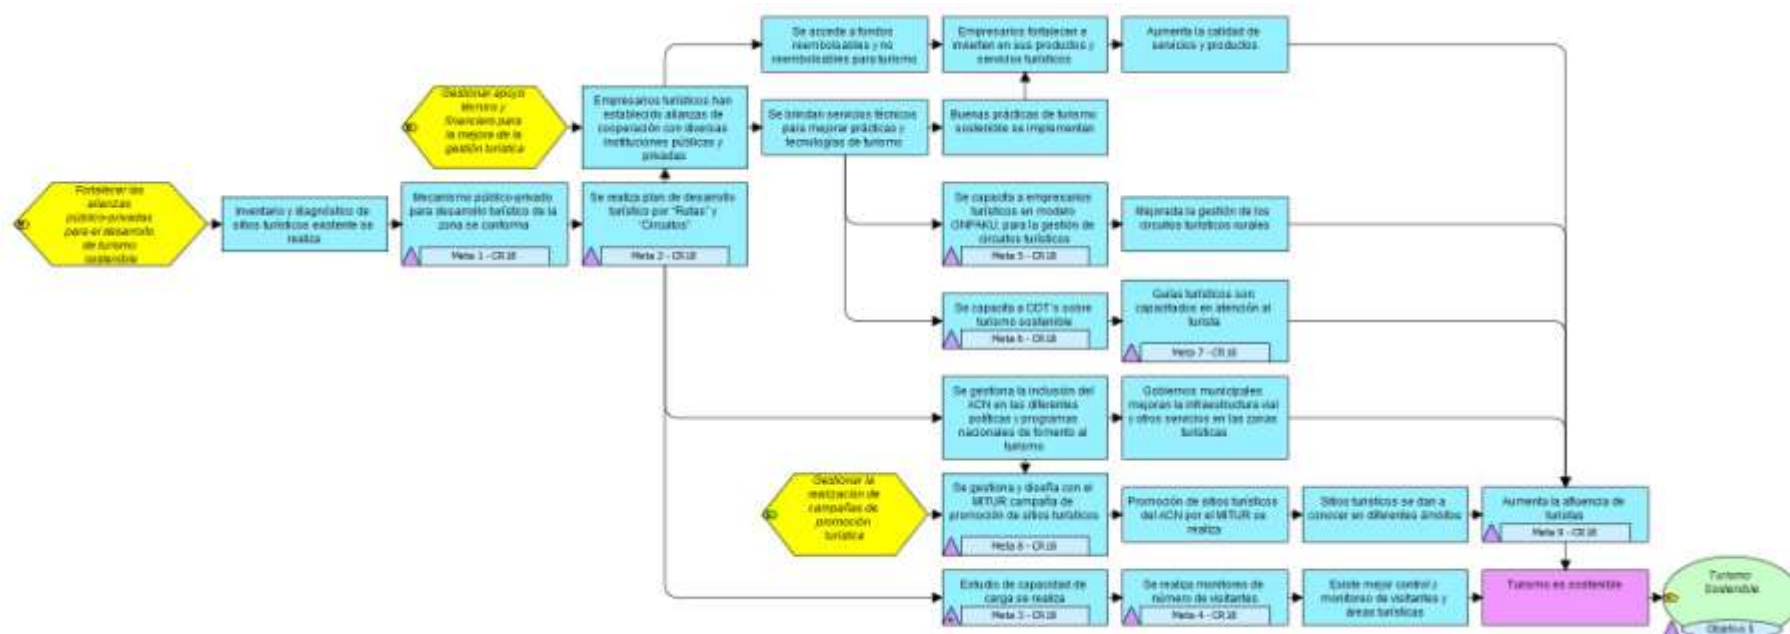 Se accede a fondos
reembolsables y no
reembolsables para turismo
Empresarios fortalecen e
invierten en sus productos y
servicios turísticos
Aumenta la calidad de
servicios y productos
Gestionar apoyo
técnico y
financiero para
la mejora de la
gestión turística
Empresarios turísticos han
establecido alianzas de
cooperación con diversas
instituciones públicas y
privadas
Se brindan servicios técnicos
para mejorar prácticas y
tecnologías de turismo
Buenas prácticas de turismo
sostenible se implementan
Fortalecer las
alianzas
público-privadas
para el desarrollo
de turismo
sostenible
Inventario y diagnóstico de
sitios turísticos existente se
realiza
Mecanismo público-privado
para desarrollo turístico de la
zona se conforma
Meta 1 - CR18
Se realiza plan de desarrollo
turístico por "Rutas" y
"Circuitos"
Meta 2 - CR18
Se capacita a empresarios
turísticos en modelo
ONPAKU, para la gestión de
circuitos turísticos
Meta 5 - CR18
Mejorada la gestión de los
circuitos turísticos rurales
Se capacita a CDT's sobre
turismo sostenible
Meta 6 - CR18
Guías turísticos son
capacitados en atención al
turista
Meta 7 - CR18
Se gestiona la inclusión del
ACN en las diferentes
políticas y programas
nacionales de fomento al
turismo
Gobiernos municipales
mejoran la infraestructura vial
y otros servicios en las zonas
turísticas
Gestionar la
realización de
campañas de
promoción
turística
Se gestiona y diseña con el
MITUR campaña de
promoción de sitios turísticos
Meta 8 - CR18
Promoción de sitios turísticos
del ACN por el MITUR se
realiza
Sitios turísticos se dan a
conocer en diferentes ámbitos
Aumenta la afluencia de
turistas
Meta 9 - CR18
Estudio de capacidad de
carga se realiza
Meta 3 - CR18
Se realiza monitoreo de
número de visitantes
Meta 4 - CR18
Existe mejor control y
monitoreo de visitantes y
áreas turísticas
Turismo es sostenible
Turismo
Sostenible
Objetivo 5